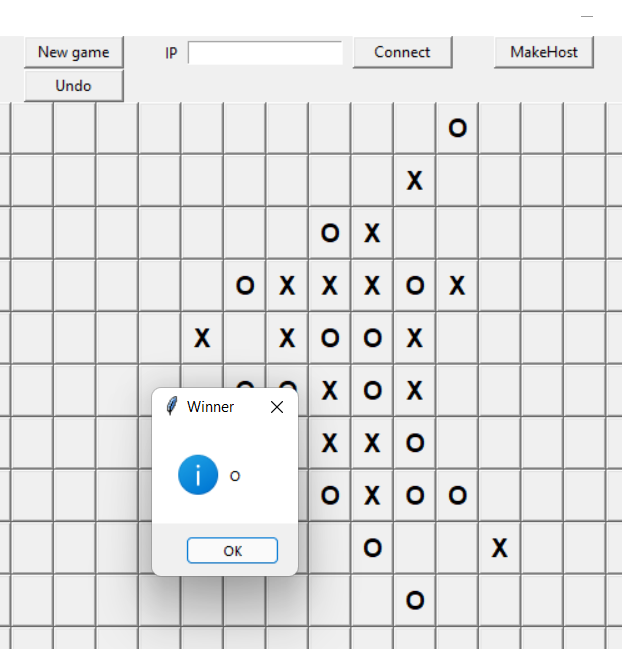 New game IP Connect MakeHost
Undo
O
X
O X
O X X X O X
X X O O X
O O X O X
Winner
X X O
O
O X O O
OK
O X
O